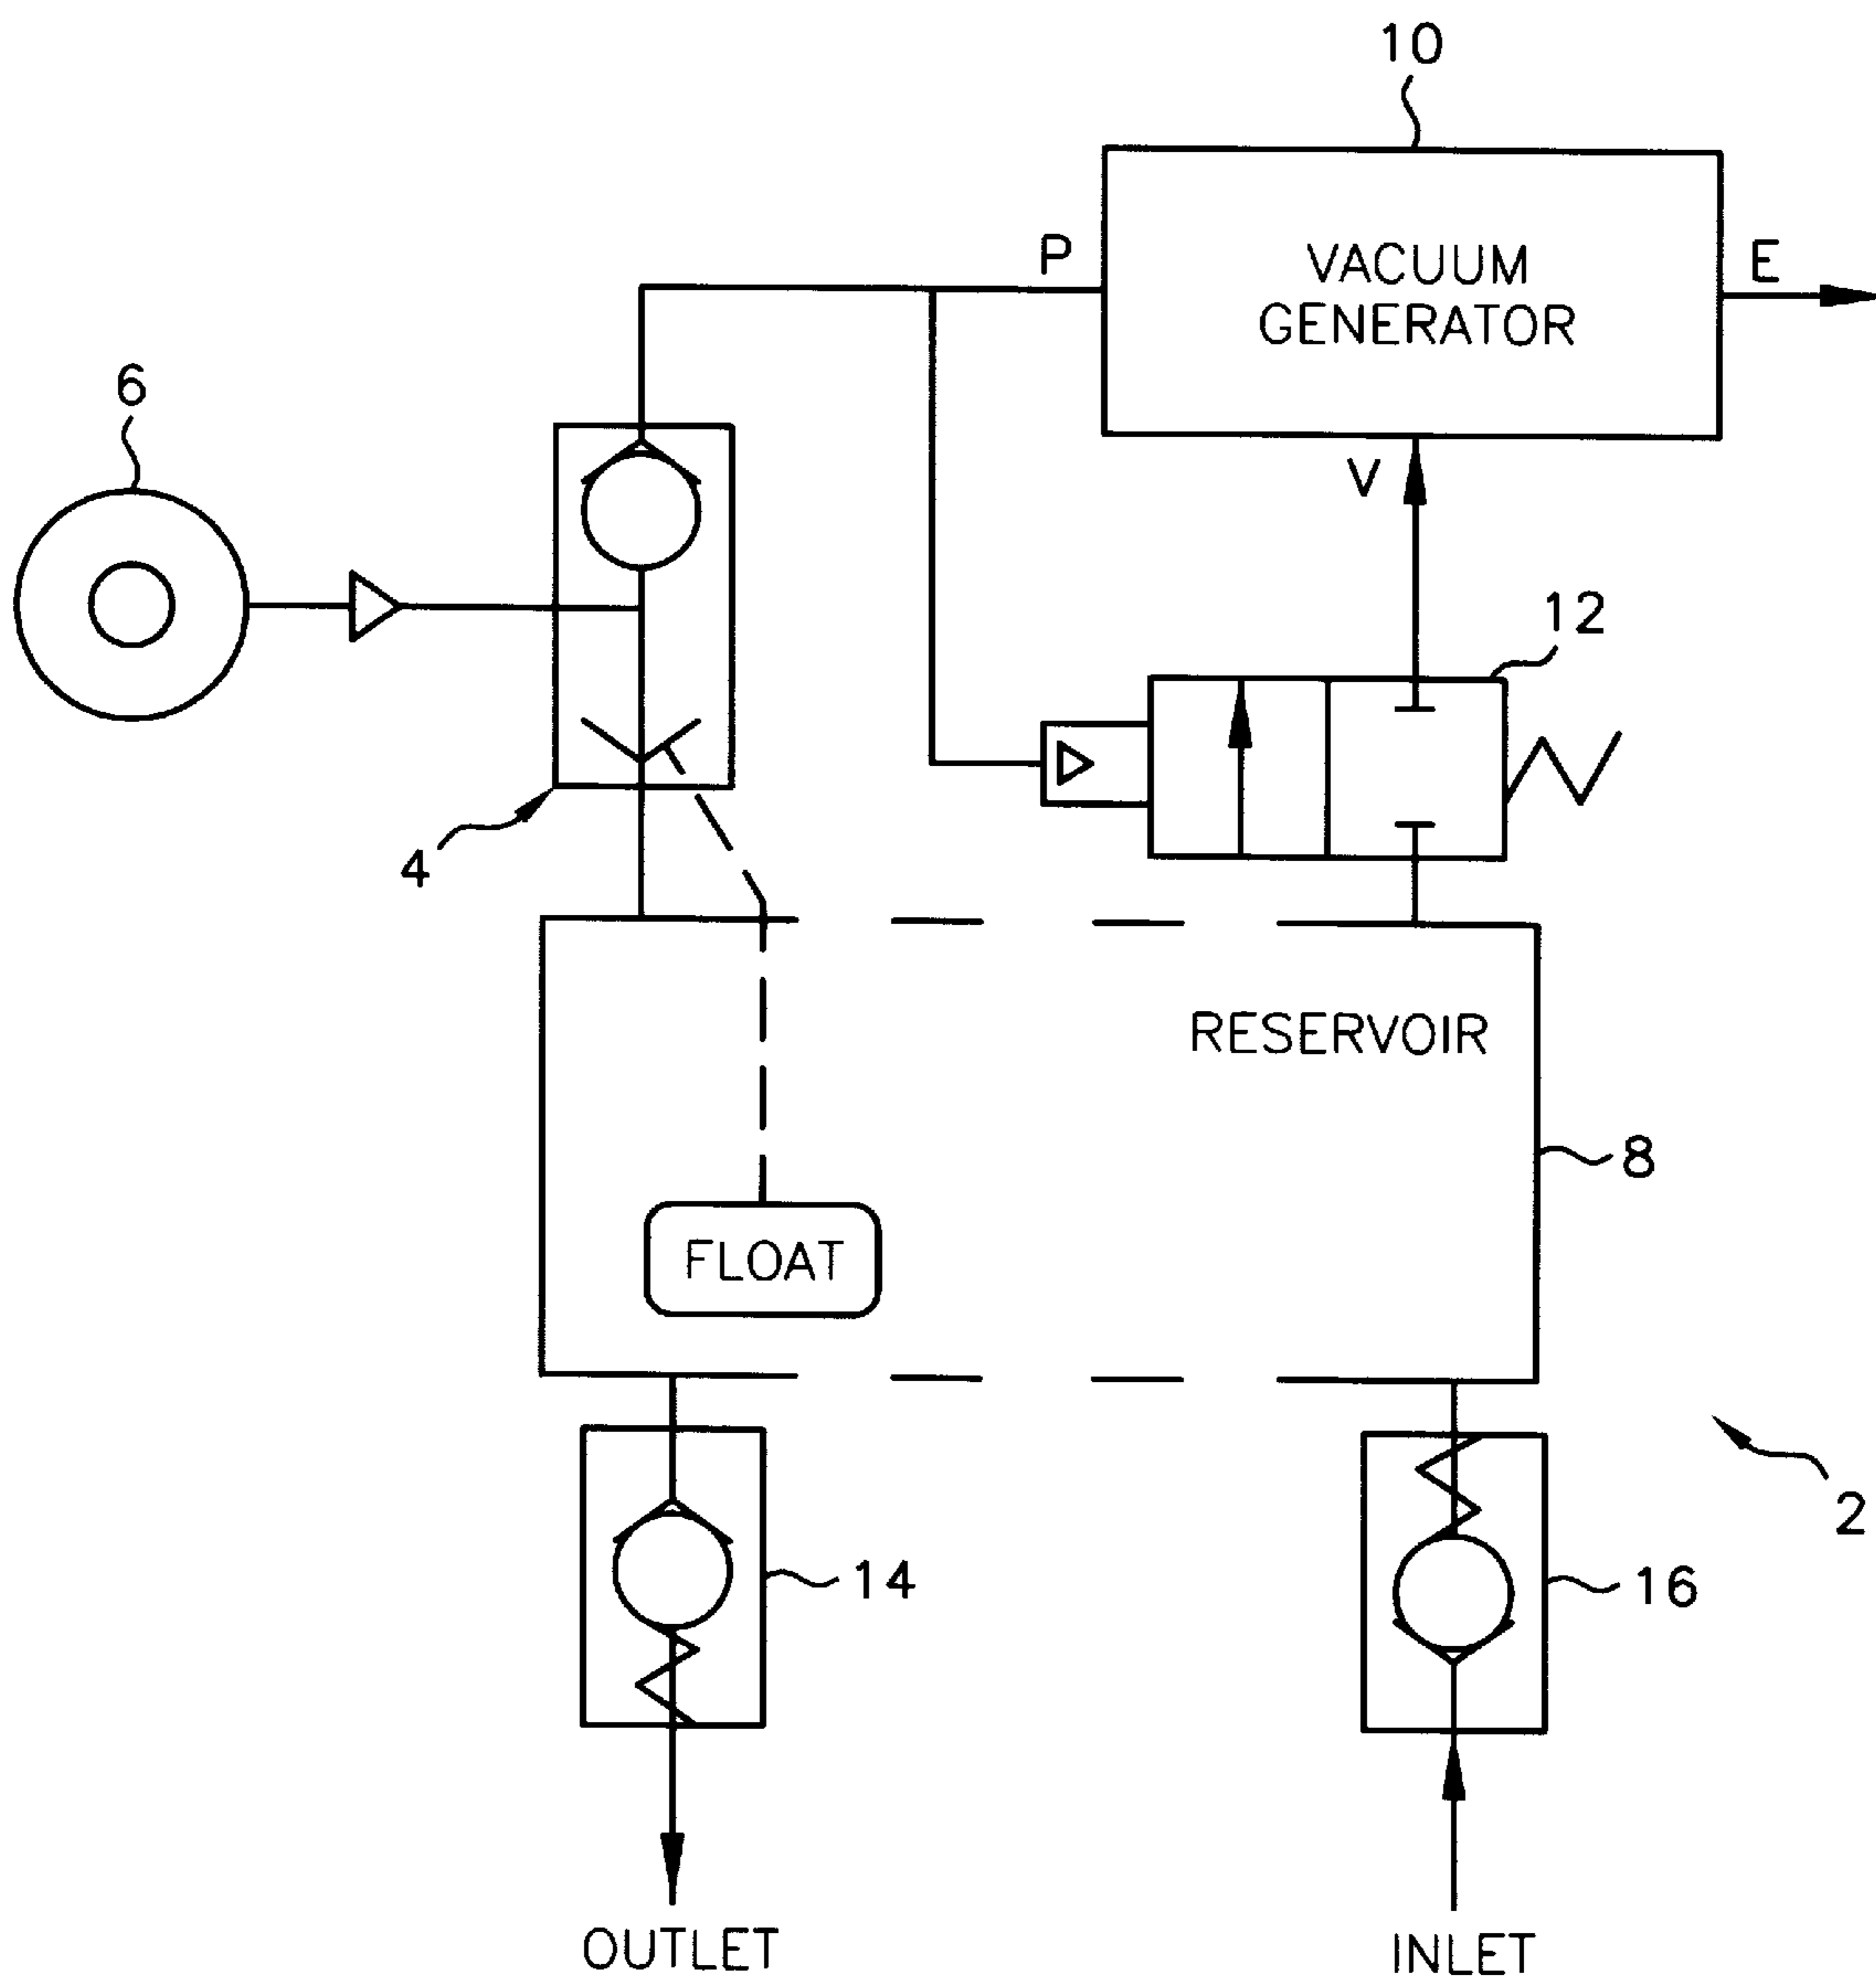 10
P
VACUUM
GENERATOR
E
6
V
12
4
RESERVOIR
8
FLOAT
2
14
16
OUTLET
INLET